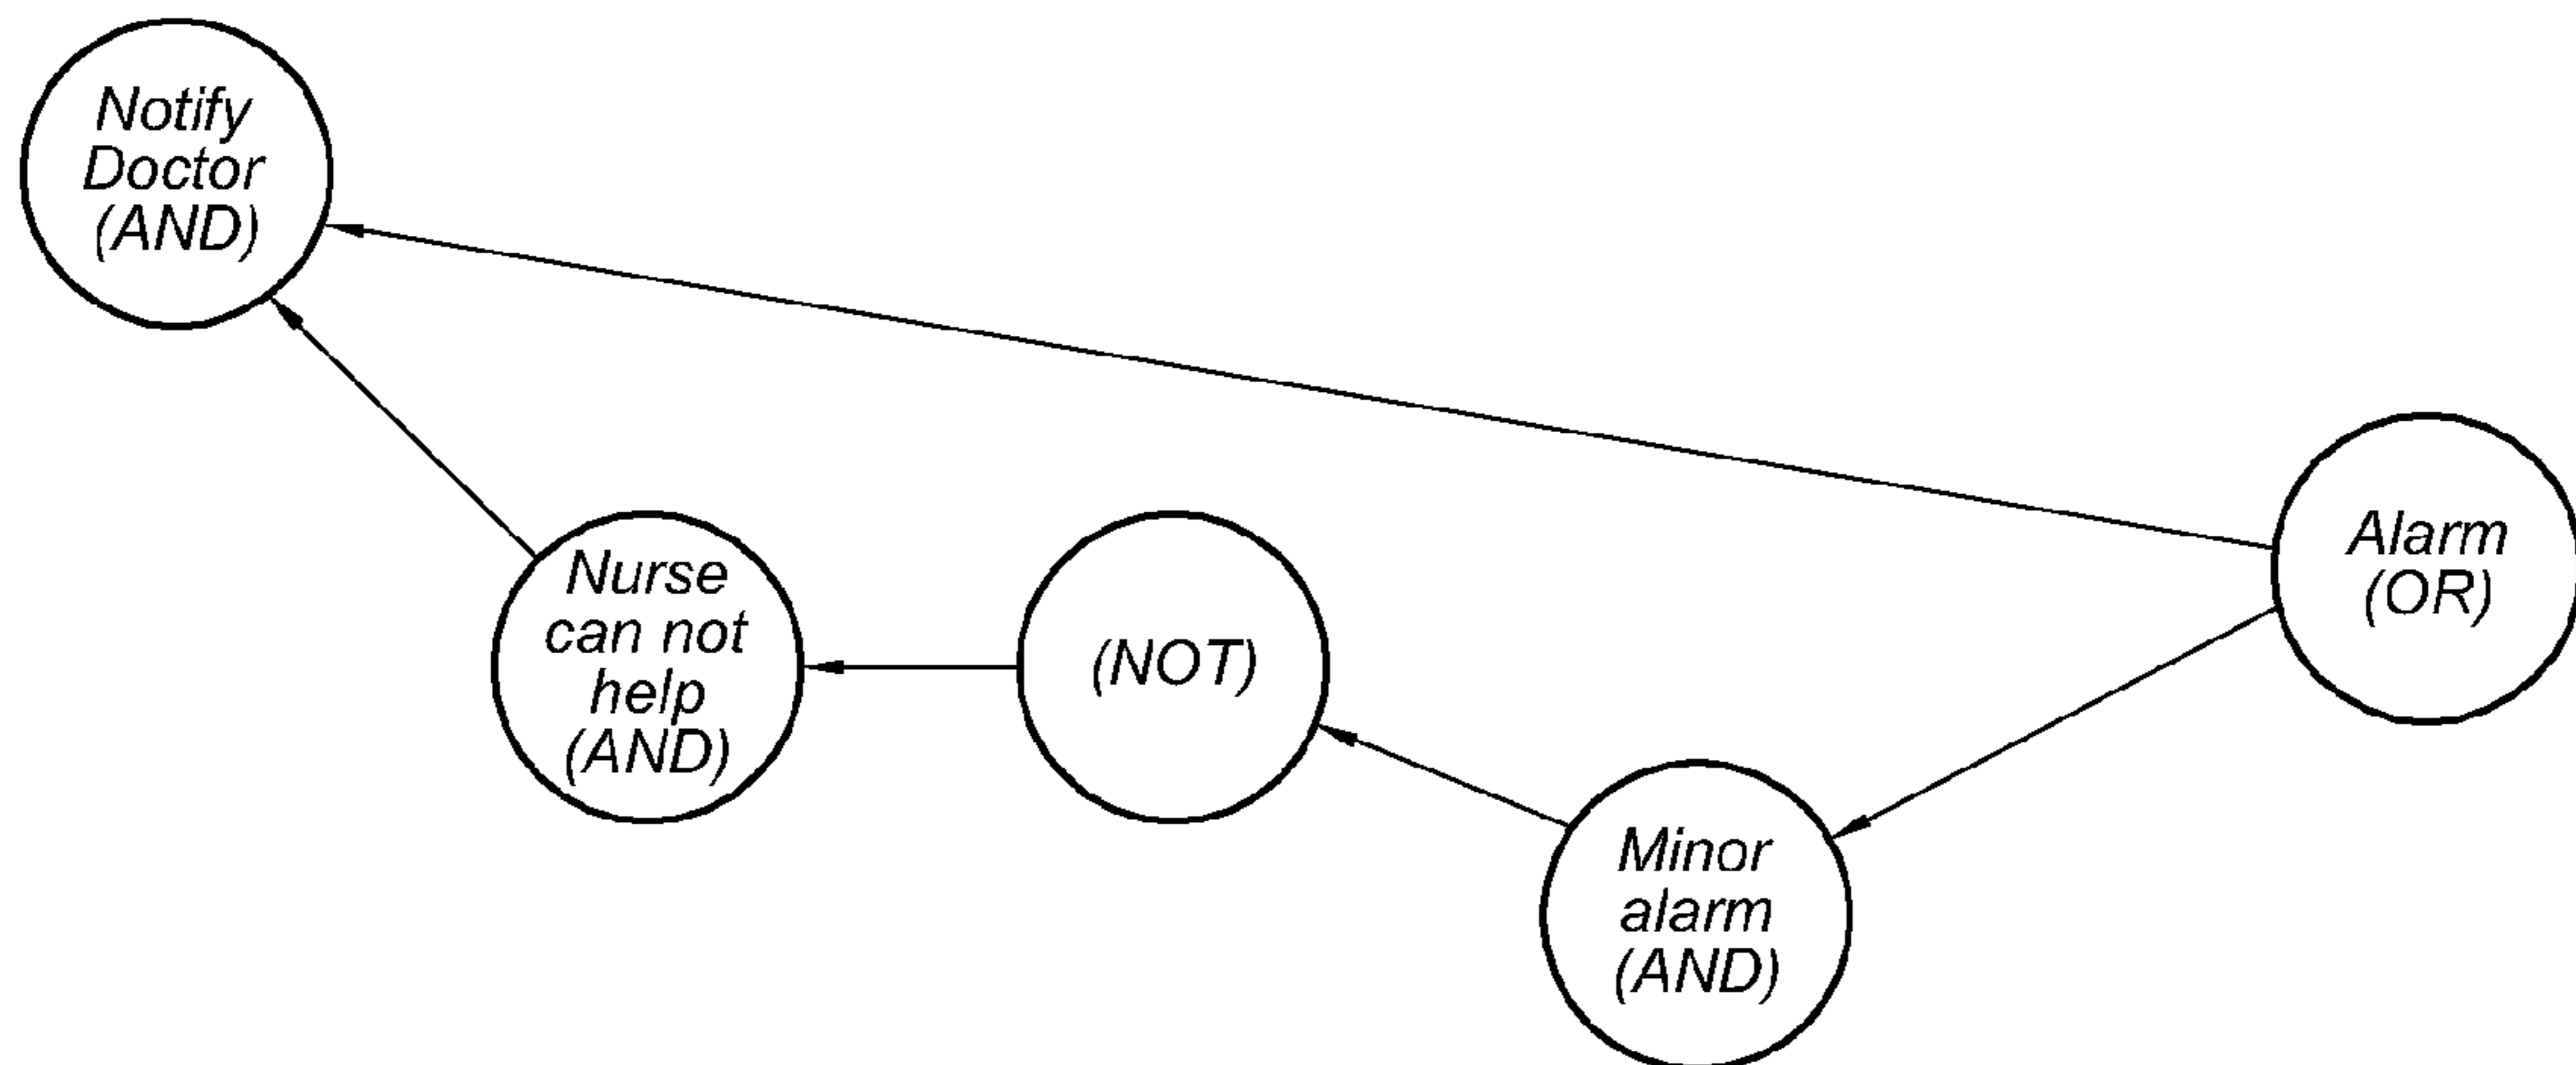 Notify
Doctor
(AND)
Nurse
can not
help
(AND)
(NOT)
Minor
alarm
(AND)
Alarm
(OR)